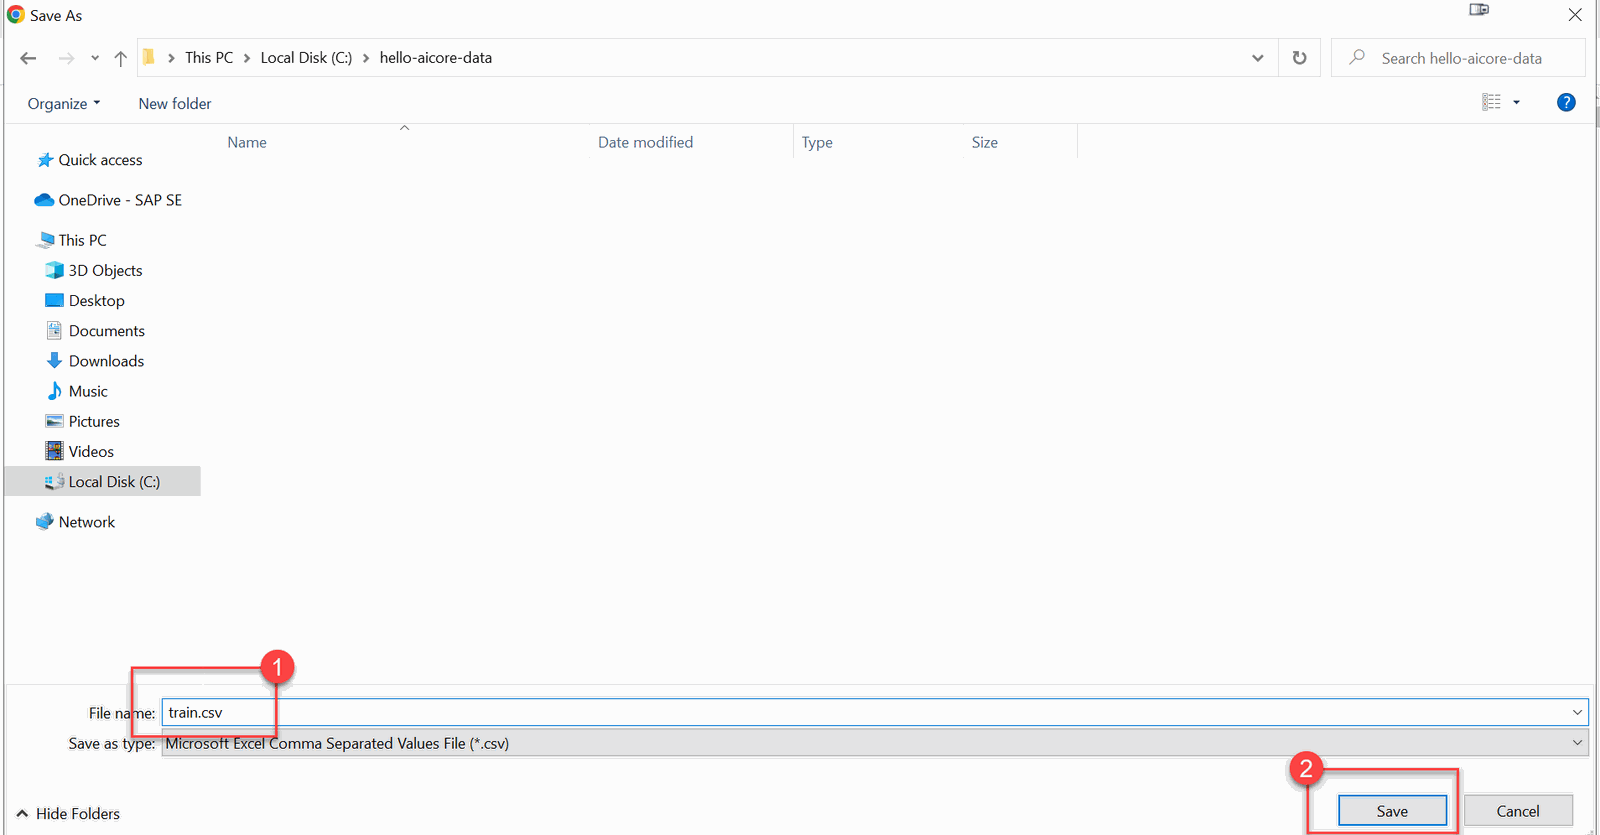 Save As
This PC Local Disk (C:) hello-aicore-data
Search hello-aicore-data
Organize
New folder
?
Name
Date modified
Type
Size
Quick access
OneDrive - SAP SE
This PC
3D Objects
Desktop
Documents
Downloads
Music
Pictures
Videos
Local Disk (C:)
Network
1
File name: train.csv
Save as type: Microsoft Excel Comma Separated Values File (*.csv)
2
Hide Folders
Save
Cancel